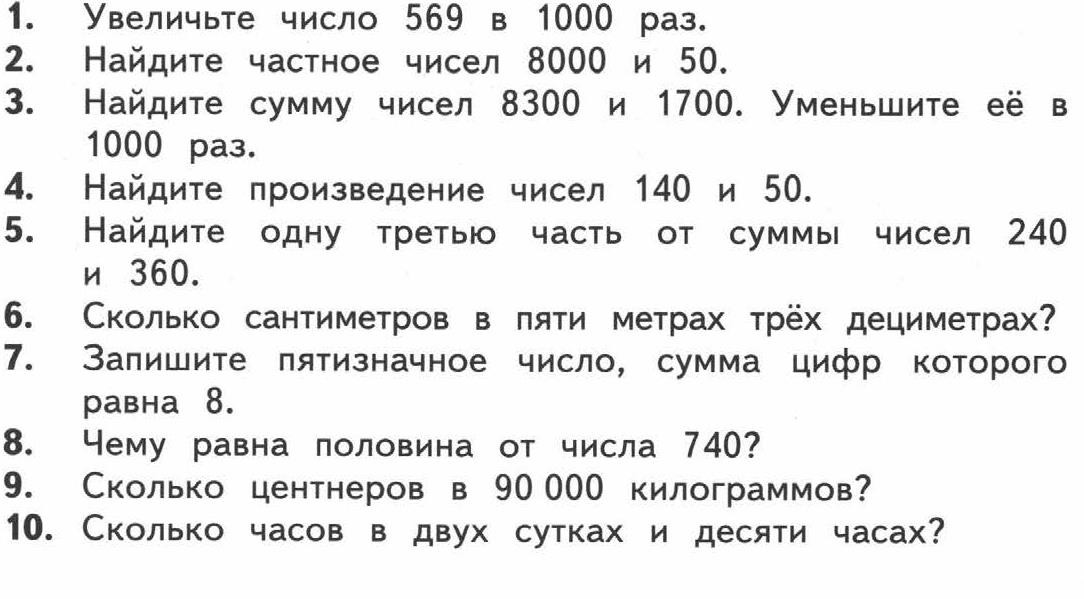 1. Увеличьте число 569 в 1000 раз.
2. Найдите частное чисел 8000 и 50.
3. Найдите сумму чисел 8300 и 1700. Уменьшите её в
1000 раз.
4. Найдите произведение чисел 140 и 50.
5. Найдите одну третью часть от суммы чисел 240
и 360.
6. Сколько сантиметров в пяти метрах трёх дециметрах?
7. Запишите пятизначное число, сумма цифр которого
равна 8.
8. Чему равна половина от числа 740?
9. Сколько центнеров в 90 000 килограммов?
10. Сколько часов в двух сутках и десяти часах?